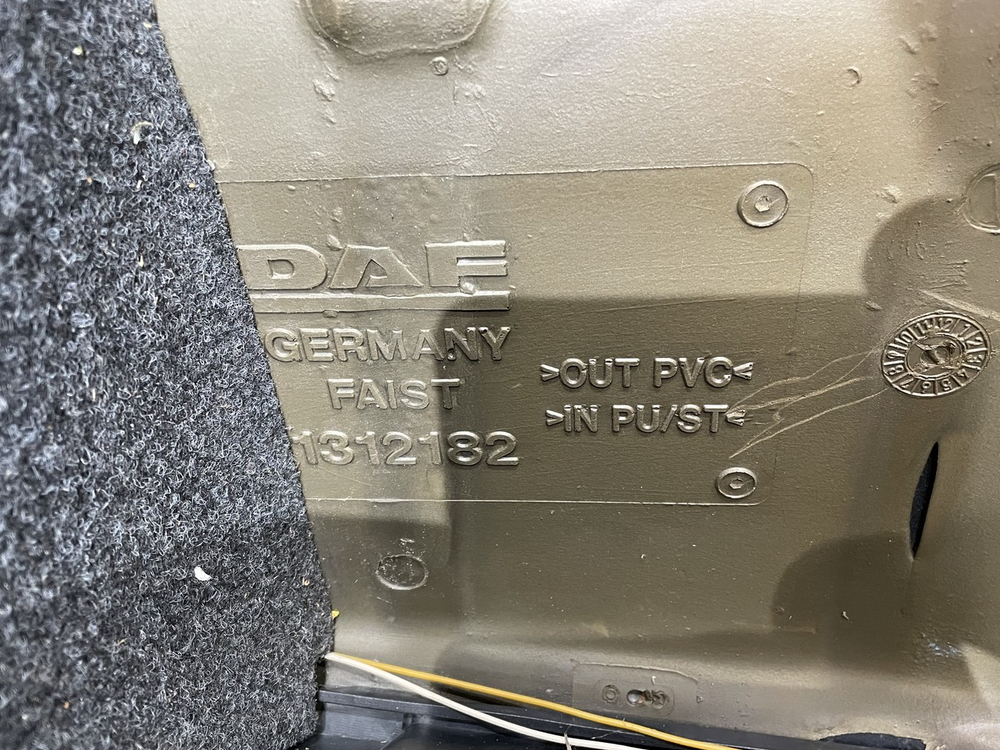 DAF
GERMANY
FAIST
1312182
>OUT PVC<
>IN PU/ST<